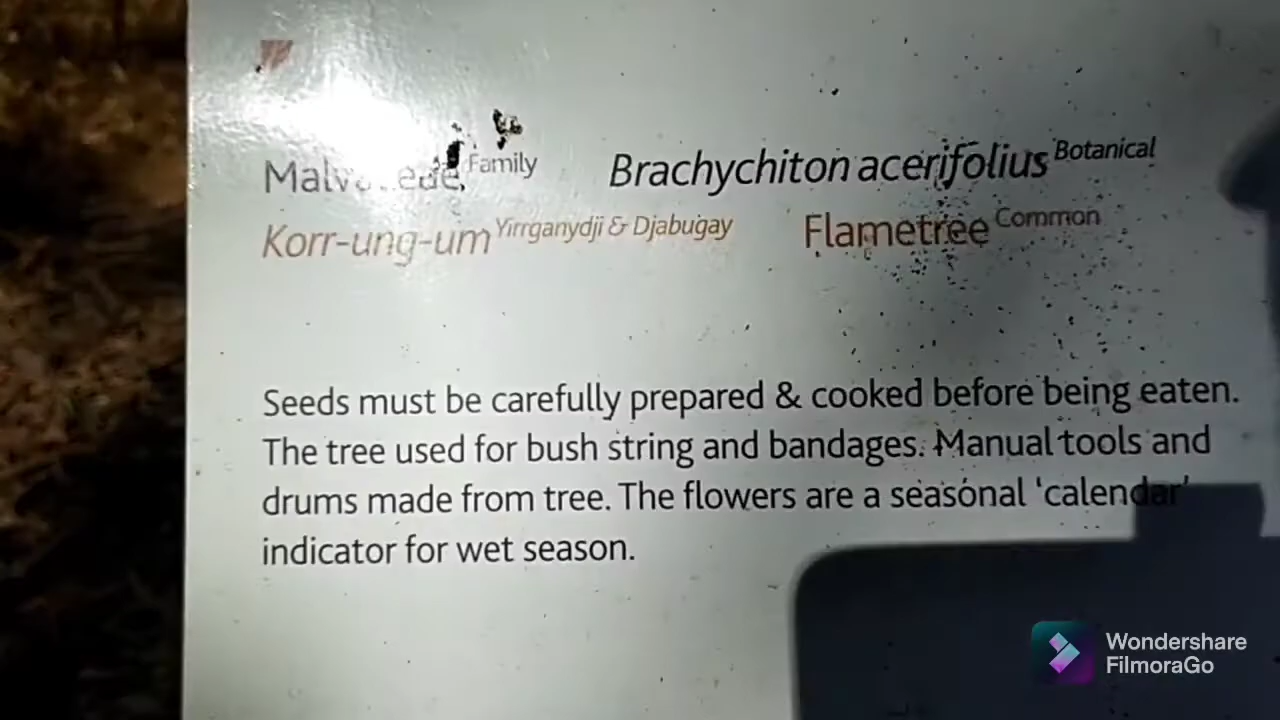 Family Brachychiton acerifolius Botanical
Korr-ung-um Yirrganydji & Djabugay Flametree Common
Seeds must be carefully prepared & cooked before being eaten.
The tree used for bush string and bandages. Manual tools and
drums made from tree. The flowers are a seasonal 'calendar'
indicator for wet season.
Wondershare
FilmoraGo